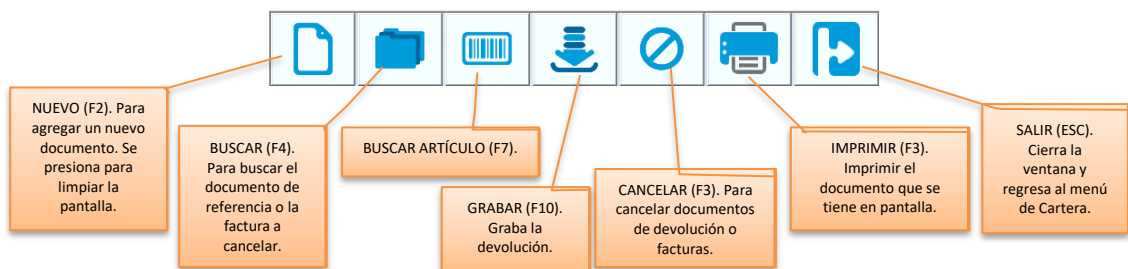 NUEVO (F2). Para
agregar un nuevo
documento. Se
presiona para
limpiar la
pantalla.
BUSCAR (F4).
Para buscar el
documento de
referencia o la
factura a
cancelar.
BUSCAR ARTÍCULO (F7).
GRABAR (F10).
Graba la
devolución.
CANCELAR (F3). Para
cancelar documentos
de devolución o
facturas.
IMPRIMIR (F3).
Imprimir el
documento que se
tiene en pantalla.
SALIR (ESC).
Cierra la
ventana y
regresa al menú
de Cartera.